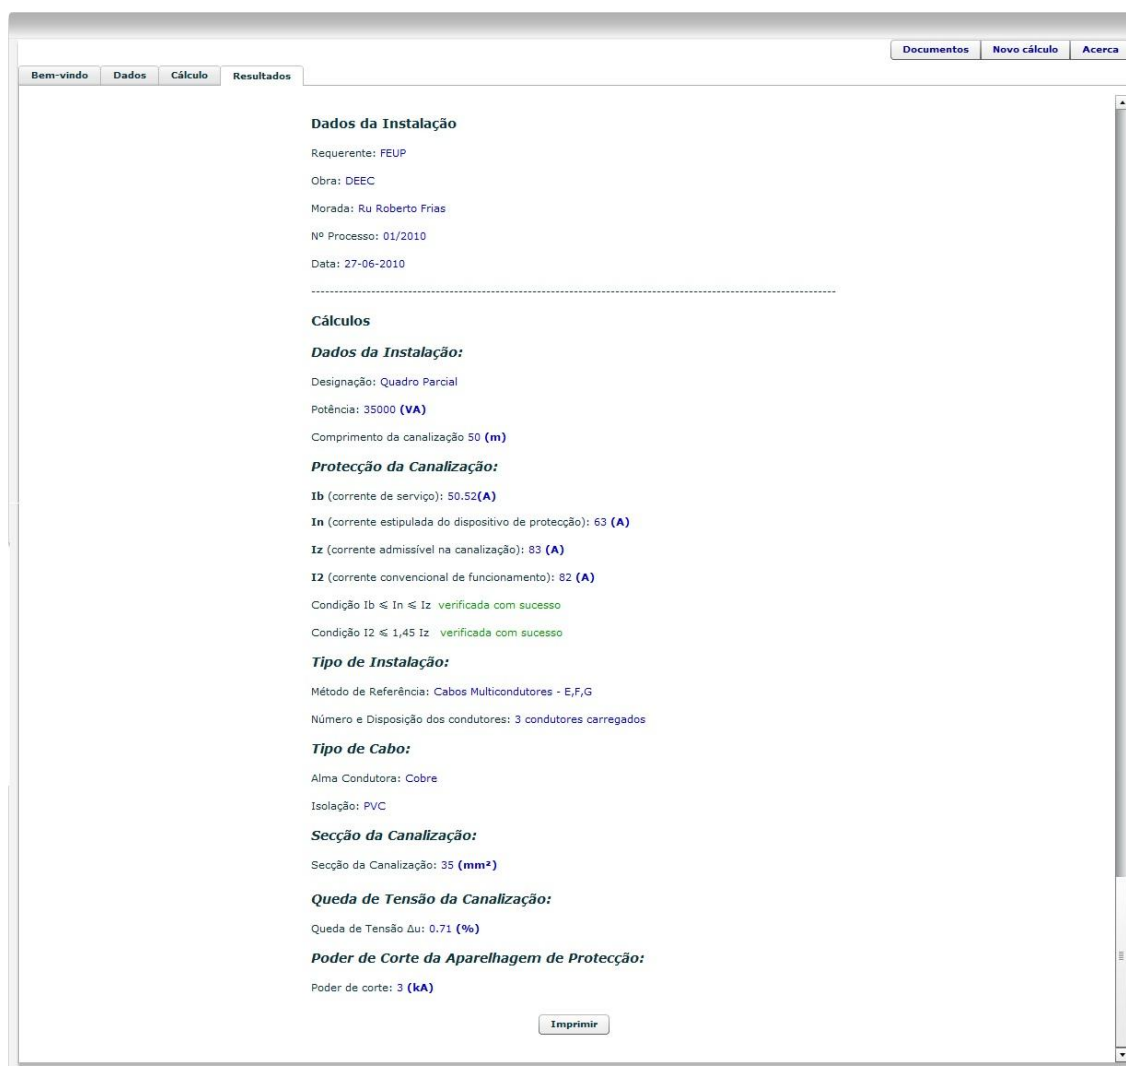 Documentos Novo cálculo Acerca
Bem-vindo Dados Cálculo Resultados
Dados da Instalação
Requerente: FEUP
Obra: DEEC
Morada: Ru Roberto Frias
Nº Processo: 01/2010
Data: 27-06-2010
------------------------------------------------------------------------------------------------------------------
Cálculos
Dados da Instalação:
Designação: Quadro Parcial
Potência: 35000 (VA)
Comprimento da canalização 50 (m)
Protecção da Canalização:
Ib (corrente de serviço): 50.52(A)
In (corrente estipulada do dispositivo de protecção): 63 (A)
Iz (corrente admissível na canalização): 83 (A)
I2 (corrente convencional de funcionamento): 82 (A)
Condição Ib ⩽ In ⩽ Iz verificada com sucesso
Condição I2 ⩽ 1,45 Iz verificada com sucesso
Tipo de Instalação:
Método de Referência: Cabos Multicondutores - E,F,G
Número e Disposição dos condutores: 3 condutores carregados
Tipo de Cabo:
Alma Condutora: Cobre
Isolação: PVC
Secção da Canalização:
Secção da Canalização: 35 (mm²)
Queda de Tensão da Canalização:
Queda de Tensão Δu: 0.71 (%)
Poder de Corte da Aparelhagem de Protecção:
Poder de corte: 3 (kA)
Imprimir